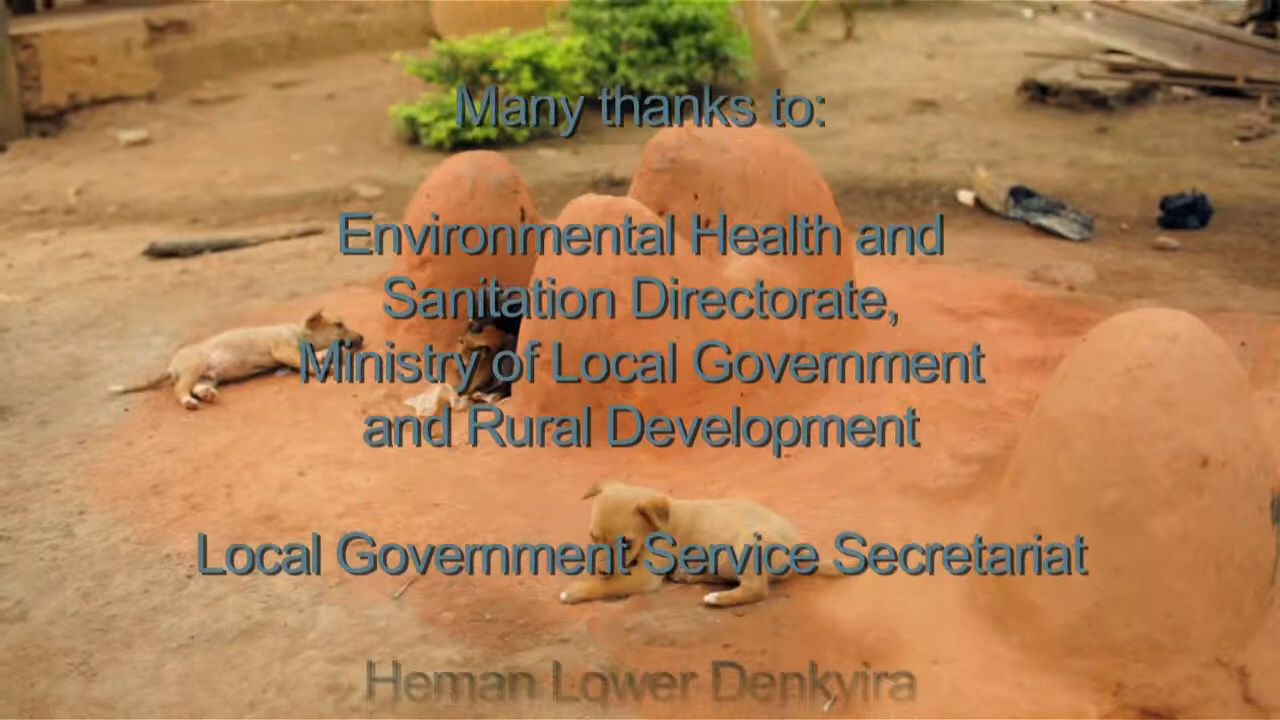 Many thanks to:
Environmental Health and
Sanitation Directorate,
Ministry of Local Government
and Rural Development
Local Government Service Secretariat
Heman Lower Denkyira